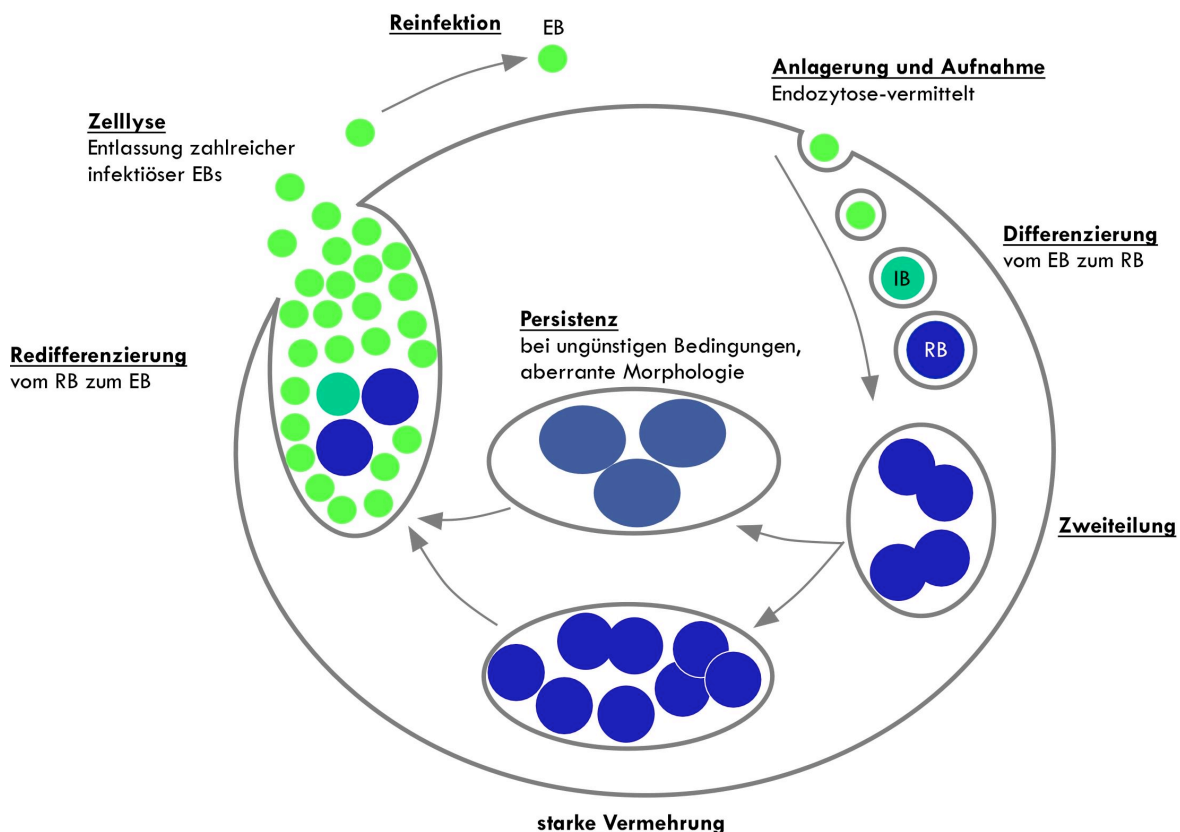 Reinfektion
EB
Anlagerung und Aufnahme
Endozytose-vermittelt
Zelllyse
Entlassung zahlreicher
infektiöser EBs
Differenzierung
vom EB zum RB
IB
RB
Persistenz
bei ungünstigen Bedingungen,
aberrante Morphologie
Redifferenzierung
vom RB zum EB
Zweiteilung
starke Vermehrung